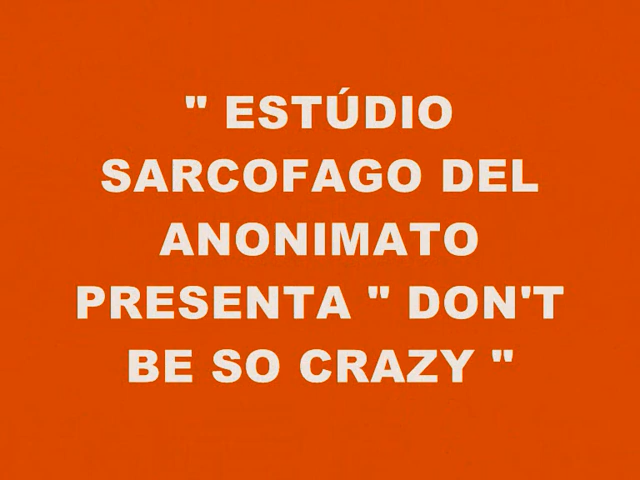 " ESTÚDIO
SARCOFAGO DEL
ANONIMATO
PRESENTA " DON'T
BE SO CRAZY "